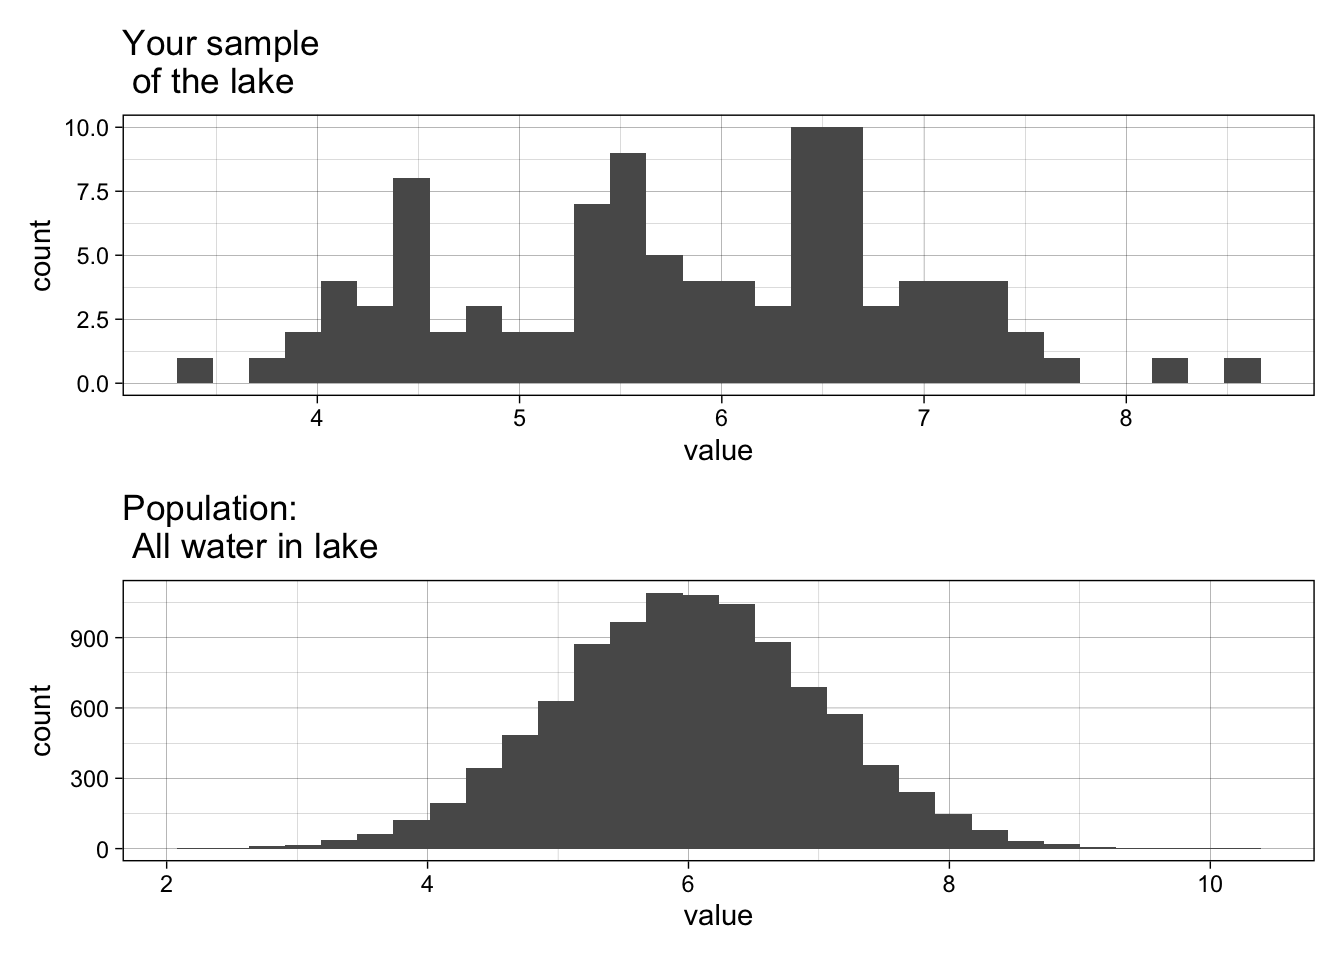 Your sample
of the lake
10.0
7.5
5.0
2.5
0.0
count
4 5 6 7 8
value
Population:
All water in lake
900
600
300
0
count
2 4 6 8 10
value